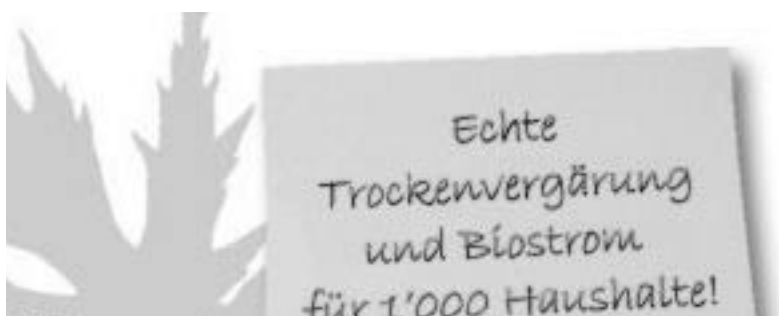 Echte
Trockenvergärung
und Biostrom
für 1'000 Haushalte!